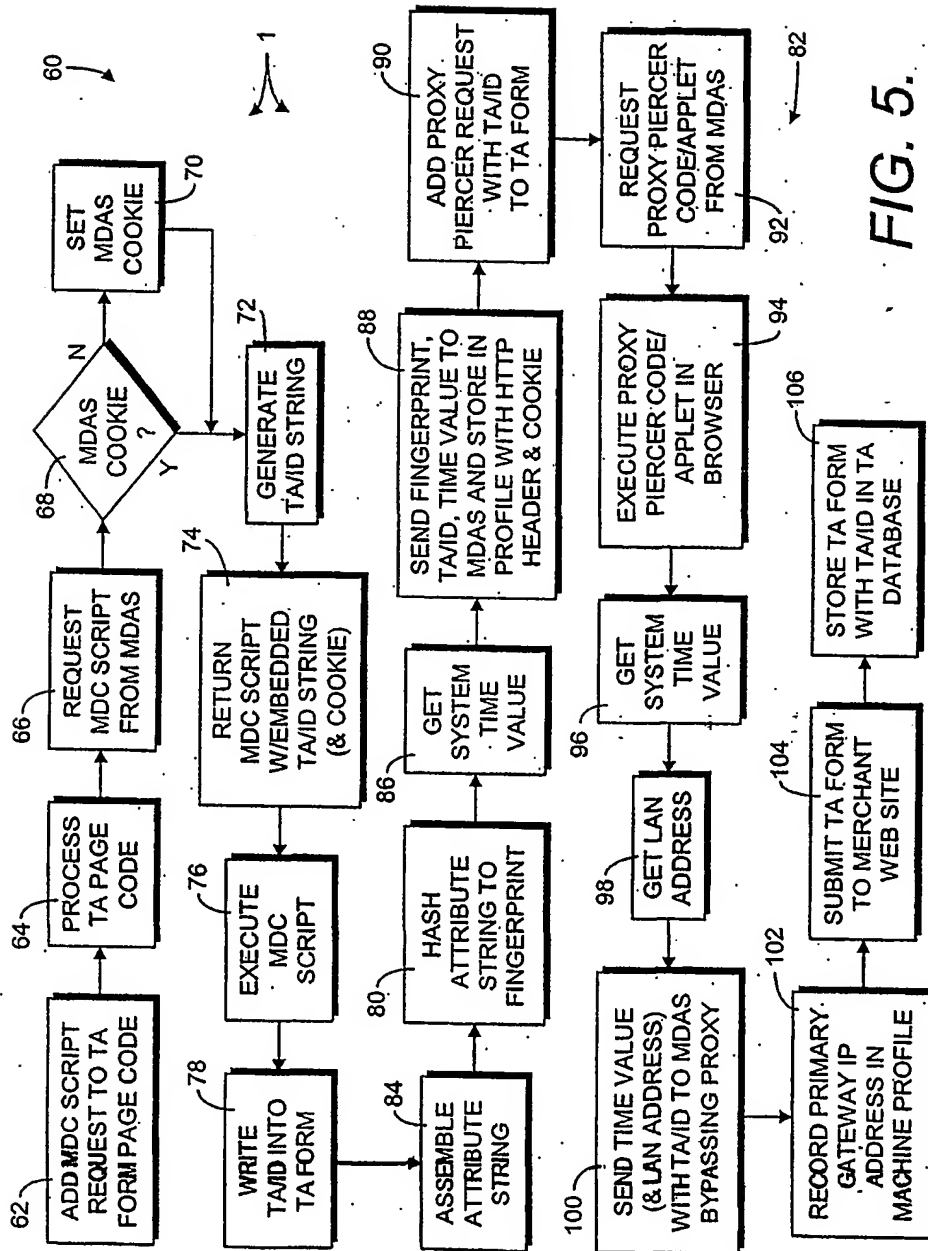 60
1
62
ADD MDC SCRIPT
REQUEST TO TA
FORM PAGE CODE
64
PROCESS
TA PAGE
CODE
66
REQUEST
MDC SCRIPT
FROM MDAS
68
MDAS
COOKIE
?
N
Y
SET
MDAS
COOKIE
70
72
GENERATE
TA/ID STRING
74
RETURN
MDC SCRIPT
W/EMBEDDED
TA/ID STRING
(& COOKIE)
76
EXECUTE
MDC
SCRIPT
78
WRITE
TA/ID INTO
TA FORM
84
ASSEMBLE
ATTRIBUTE
STRING
80
HASH
ATTRIBUTE
STRING TO
FINGERPRINT
86
GET
SYSTEM
TIME
VALUE
88
SEND FINGERPRINT,
TA/ID, TIME VALUE TO
MDAS AND STORE IN
PROFILE WITH HTTP
HEADER & COOKIE
90
ADD PROXY
PIERCER REQUEST
WITH TA/ID
TO TA FORM
REQUEST
PROXY PIERCER
CODE/APPLET
FROM MDAS
92
82
EXECUTE PROXY
PIERCER CODE/
APPLET IN
BROWSER
94
GET
SYSTEM
TIME
VALUE
96
98
GET LAN
ADDRESS
100
SEND TIME VALUE
(& LAN ADDRESS)
WITH TA/ID TO MDAS
BYPASSING PROXY
102
RECORD PRIMARY
GATEWAY IP
ADDRESS IN
MACHINE PROFILE
104
SUBMIT TA FORM
TO MERCHANT
WEB SITE
106
STORE TA FORM
WITH TA/ID IN TA
DATABASE
FIG. 5.